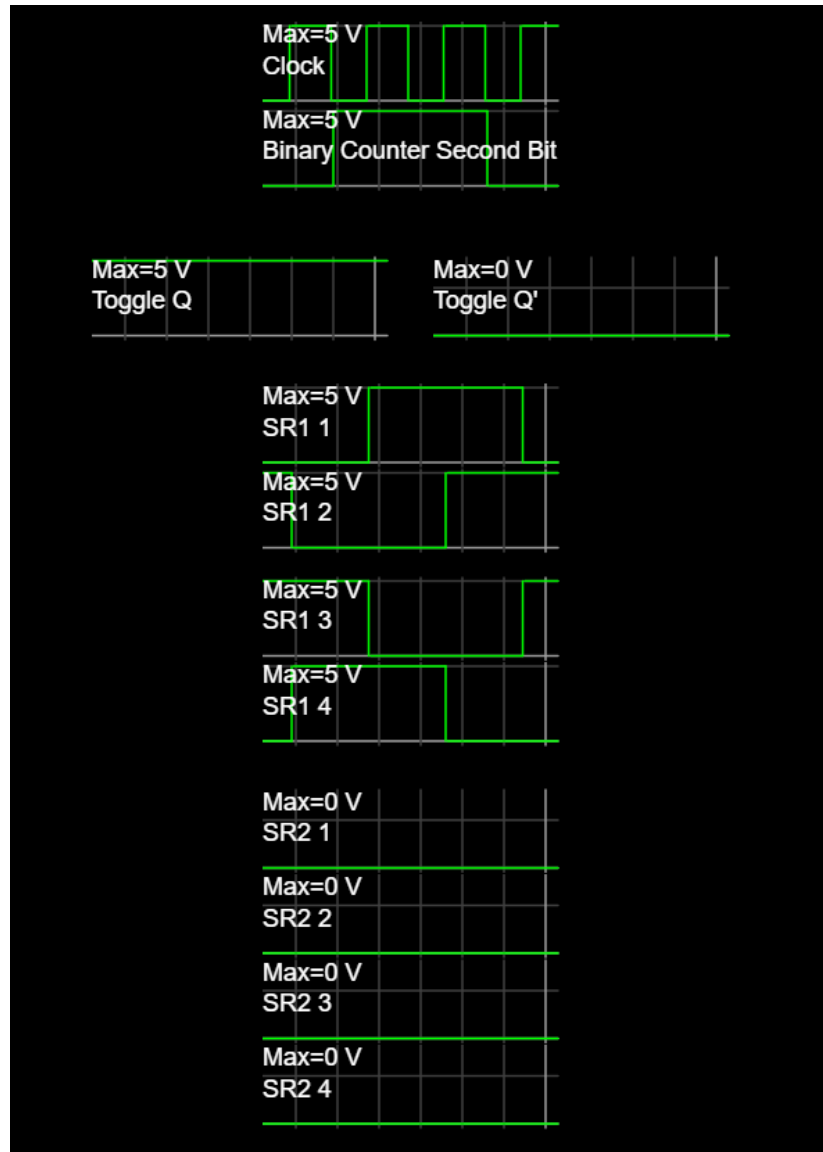 Max=5 V
Clock
Max=5 V
Binary Counter Second Bit
Max=5 V
Toggle Q
Max=0 V
Toggle Q'
Max=5 V
SR1 1
Max=5 V
SR1 2
Max=5 V
SR1 3
Max=5 V
SR1 4
Max=0 V
SR2 1
Max=0 V
SR2 2
Max=0 V
SR2 3
Max=0 V
SR2 4